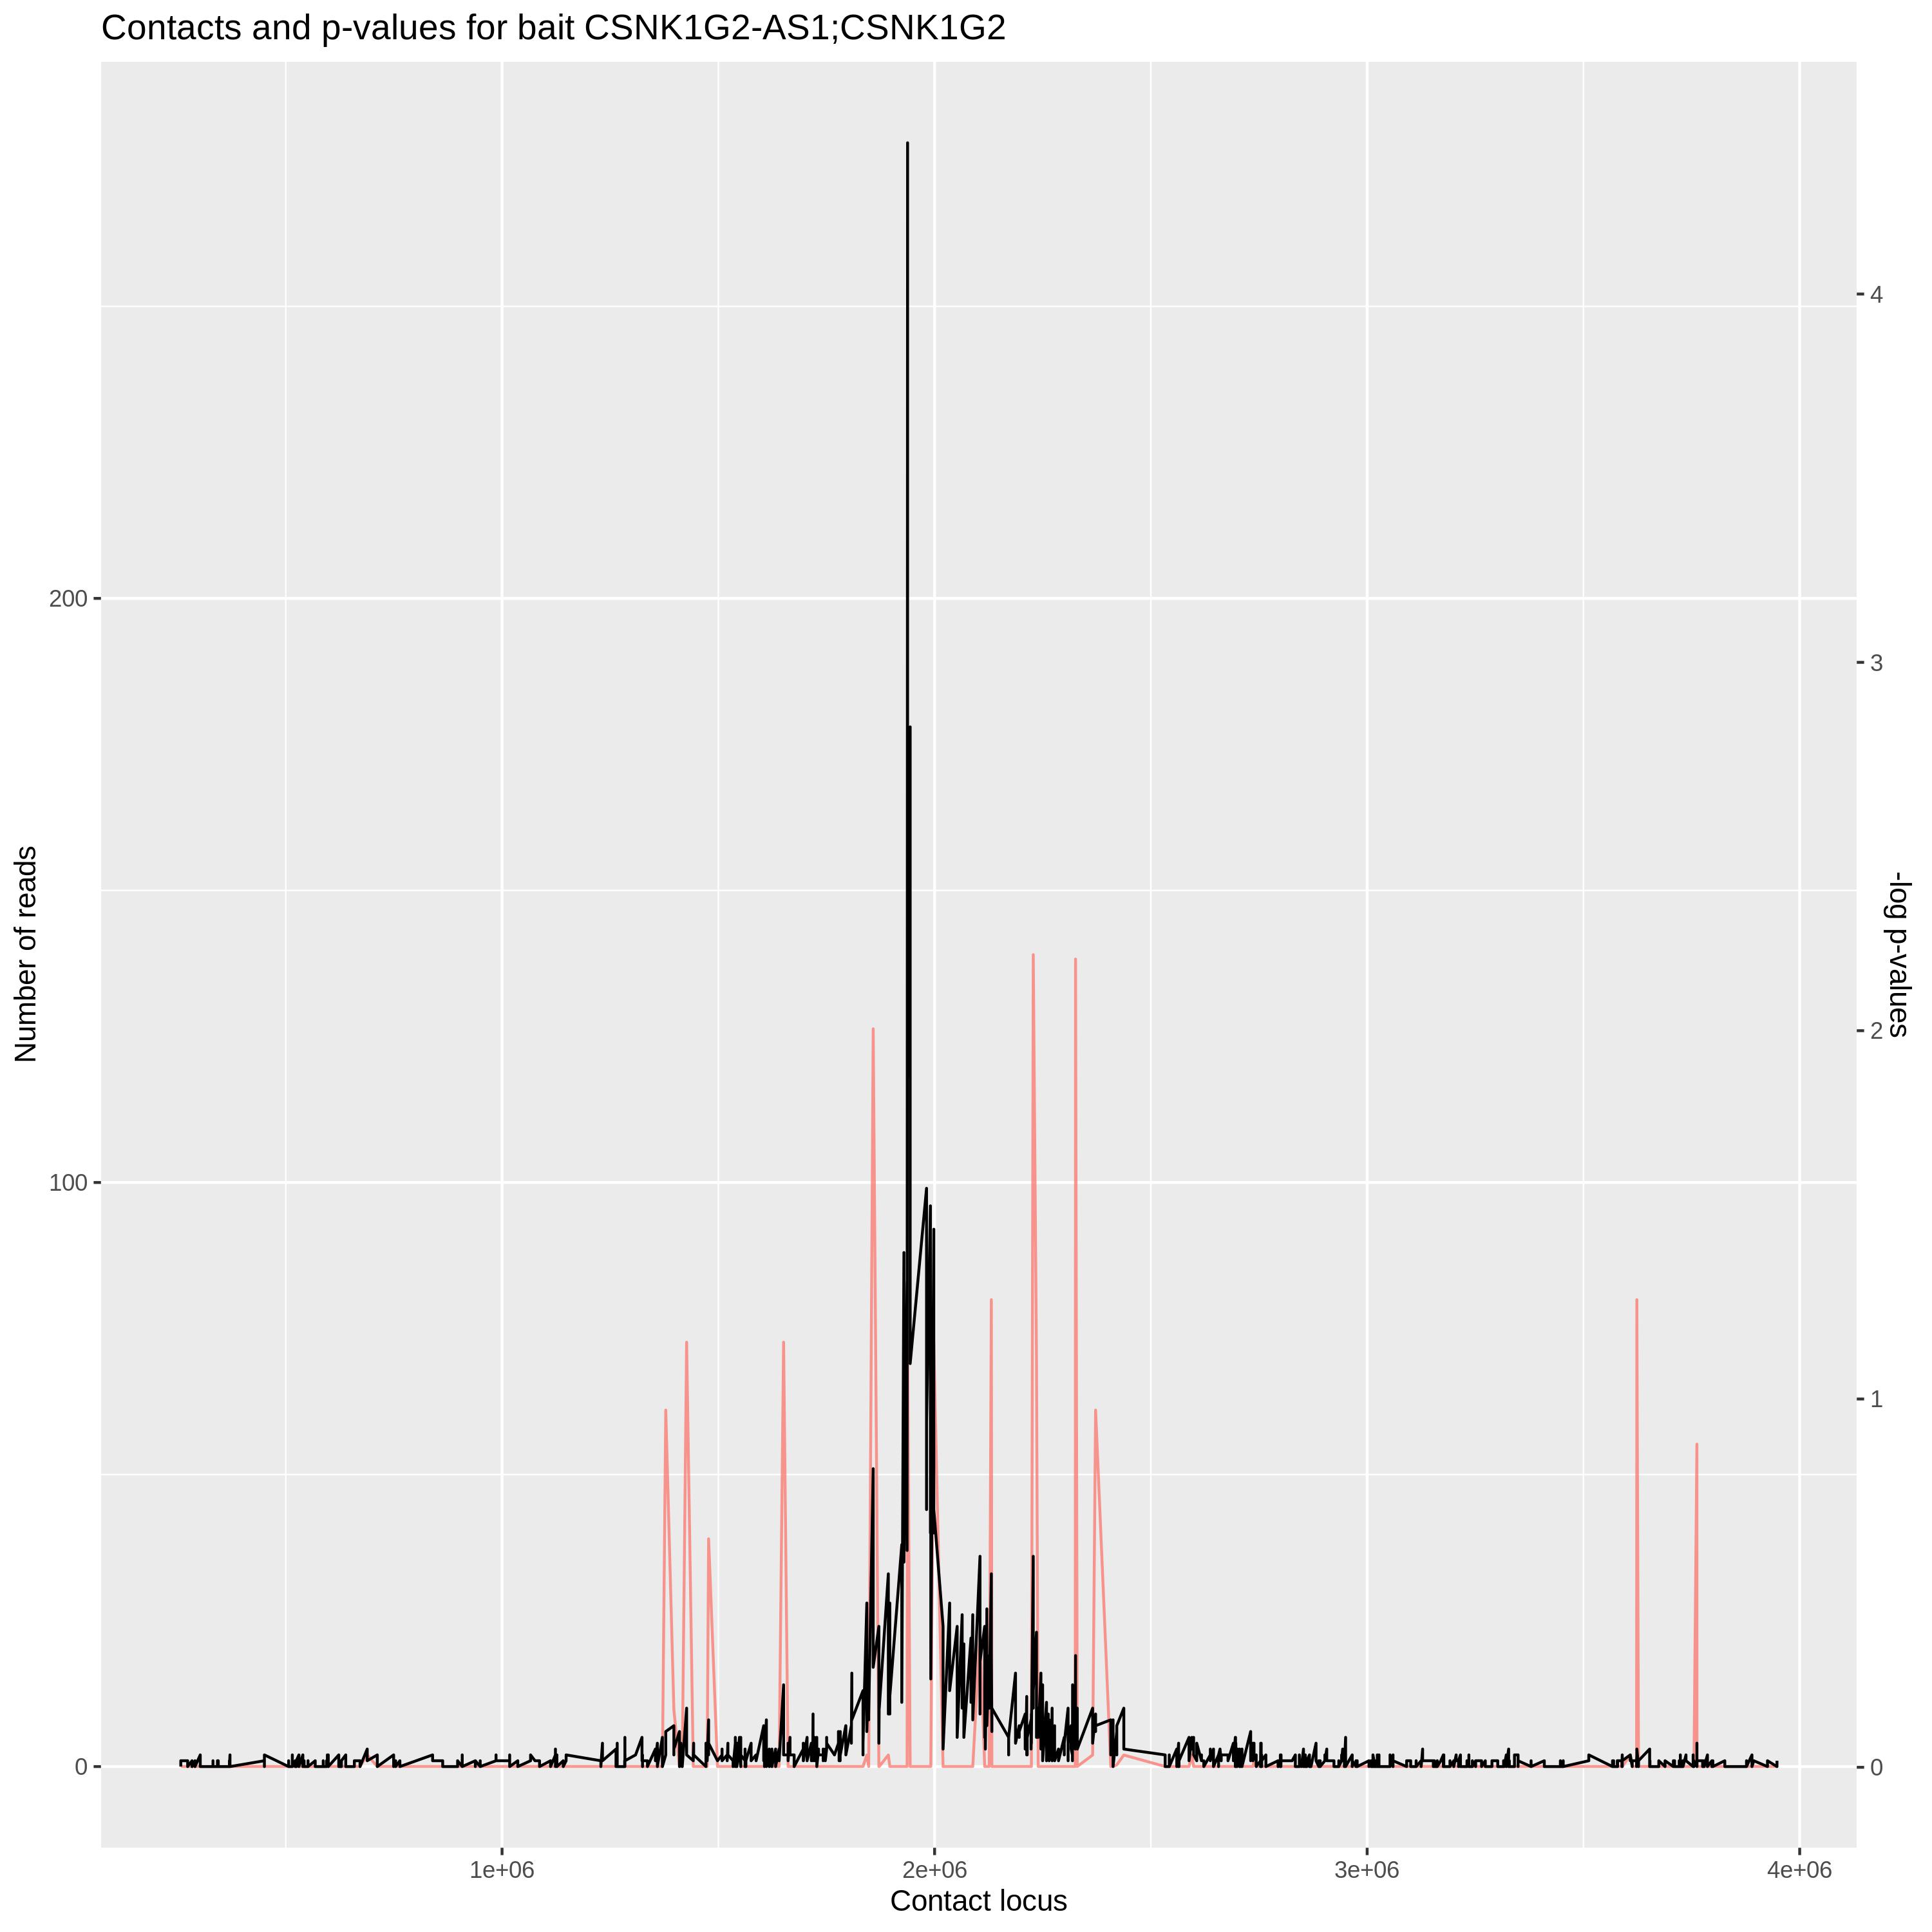 Contacts and p-values for bait CSNK1G2-AS1;CSNK1G2
Number of reads
200
100
0
4
3
2
1
0
-log p-values
1e+06
2e+06
3e+06
4e+06
Contact locus